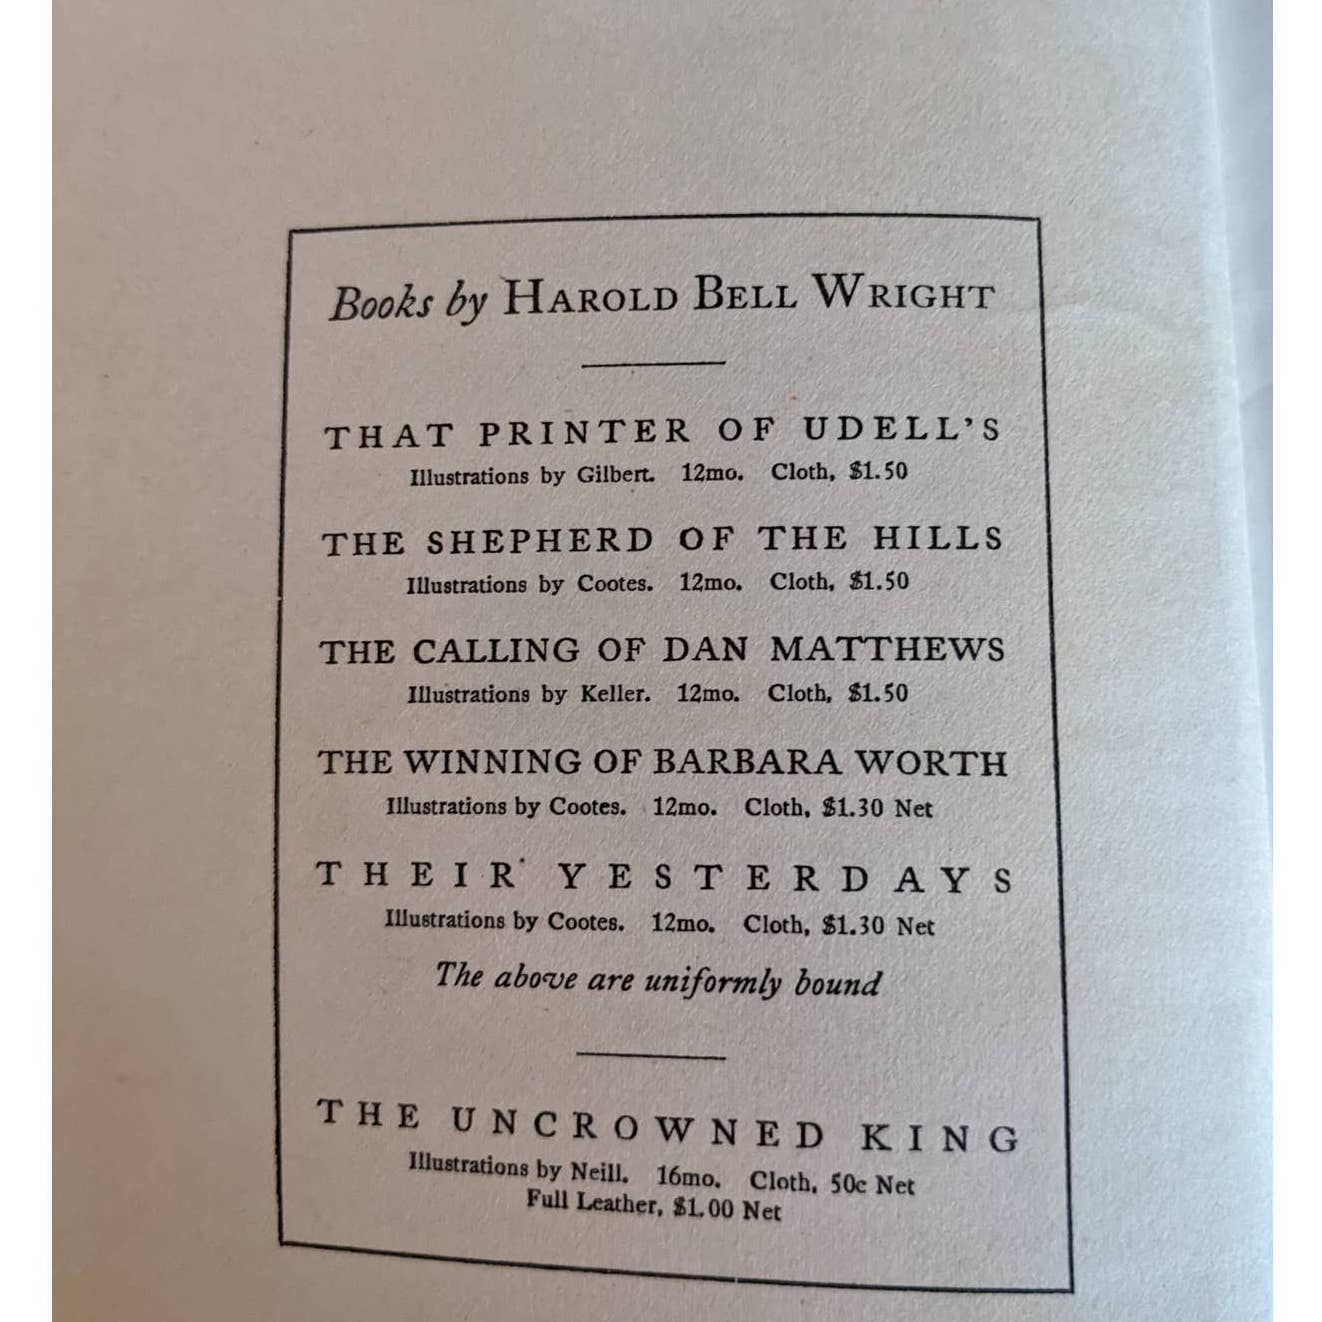 Books by HAROLD BELL WRIGHT
THAT PRINTER OF UDELL'S
Illustrations by Gilbert. 12mo. Cloth, $1.50
THE SHEPHERD OF THE HILLS
Illustrations by Cootes. 12mo. Cloth, $1.50
THE CALLING OF DAN MATTHEWS
Illustrations by Keller. 12mo. Cloth, $1.50
THE WINNING OF BARBARA WORTH
Illustrations by Cootes. 12mo. Cloth, $1.30 Net
THEIR YESTERDAYS
Illustrations by Cootes. 12mo. Cloth, $1.30 Net
The above are uniformly bound
THE UNCROWNED KING
Illustrations by Neill. 16mo. Cloth, 50c Net
Full Leather, $1.00 Net